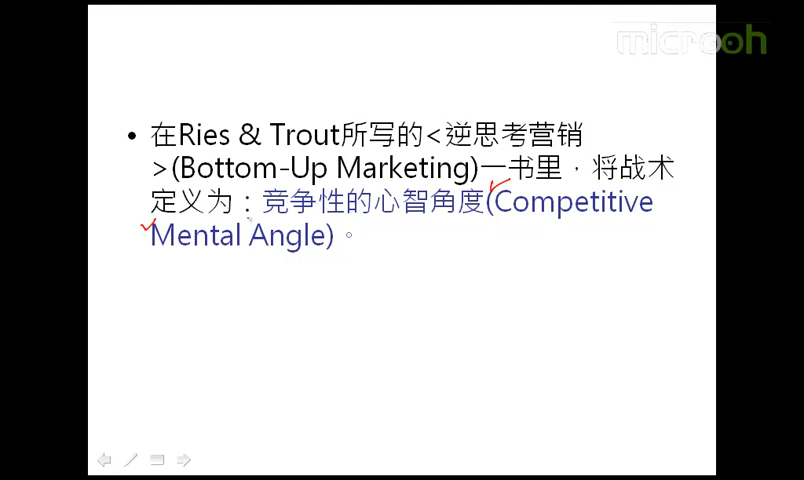 microoh
• 在Ries & Trout所写的<逆思考营销
>(Bottom-Up Marketing)一书里，将战术
定义为：竞争性的心智角度(Competitive
Mental Angle)。